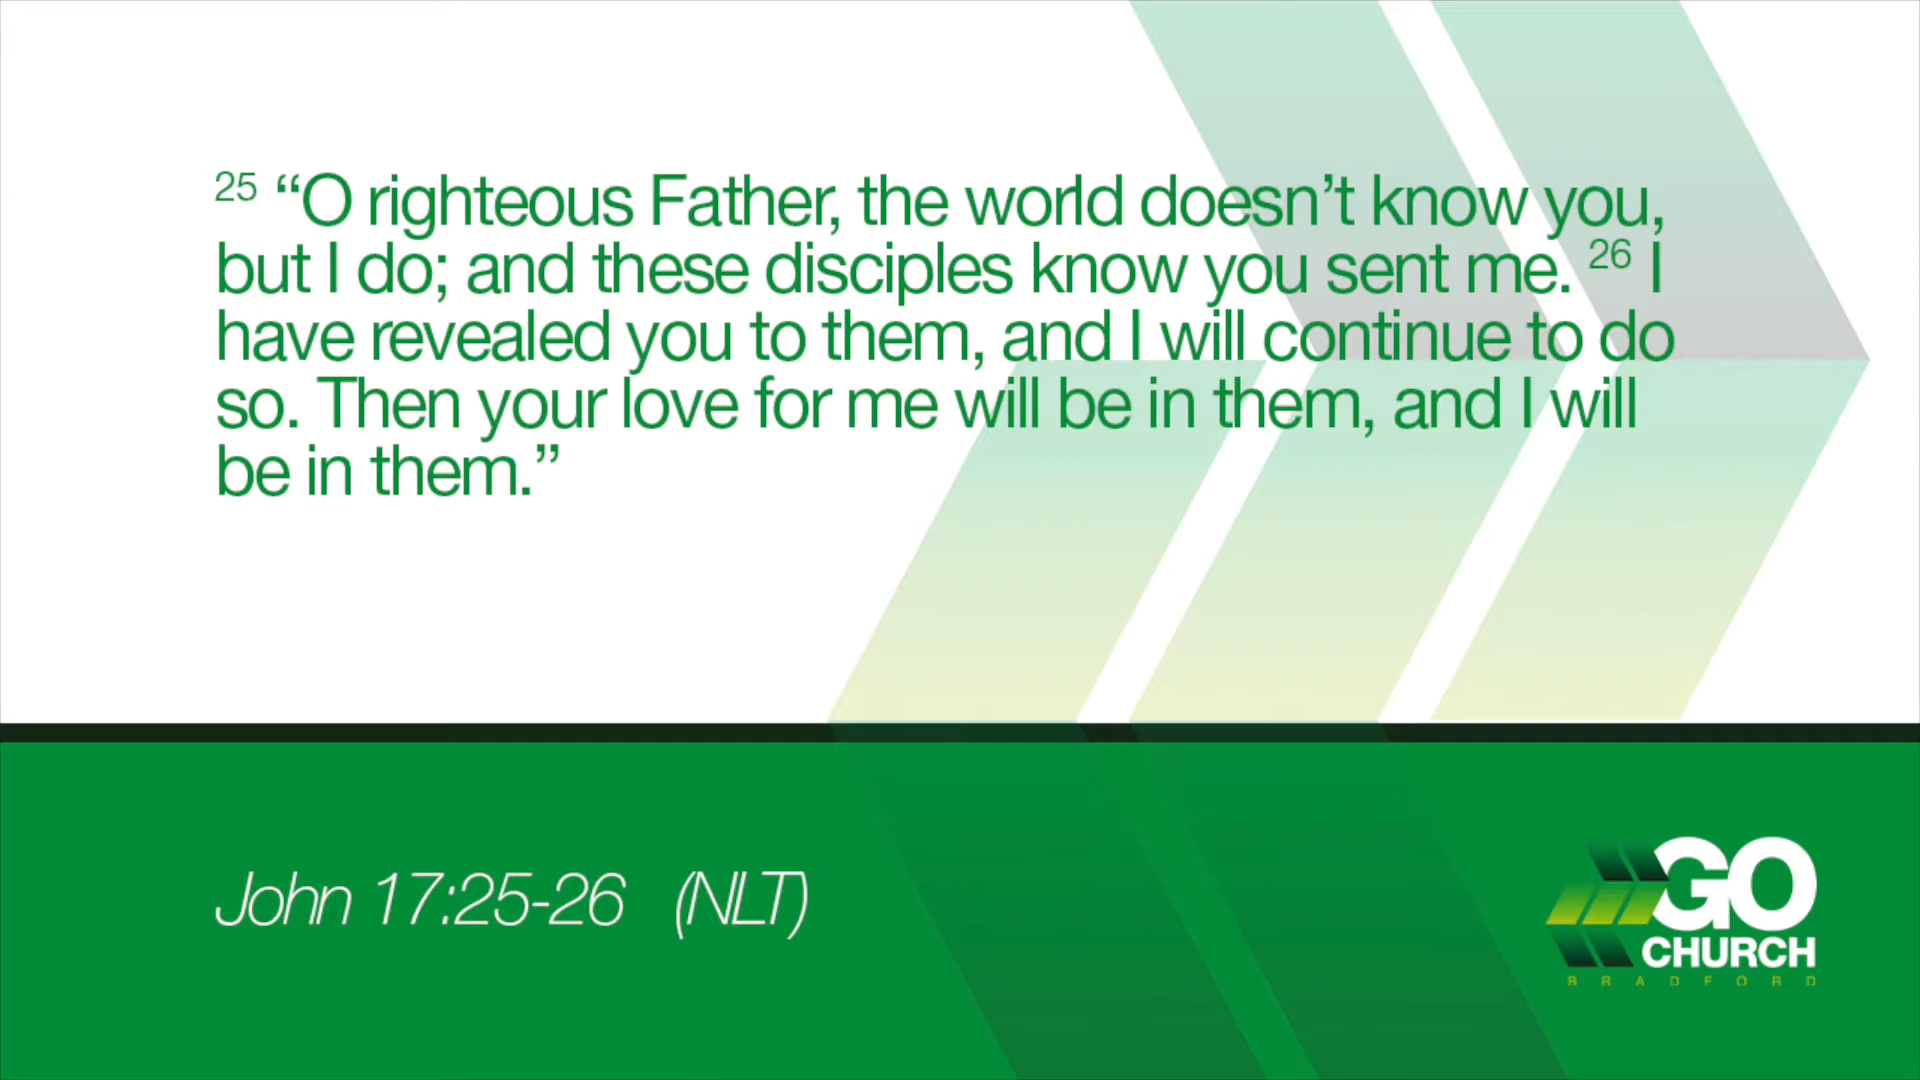 25 “O righteous Father, the world doesn’t know you,
but I do; and these disciples know you sent me. 26 I
have revealed you to them, and I will continue to do
so. Then your love for me will be in them, and I will
be in them.”
John 17:25-26 (NLT)
GO
CHURCH
BRADFORD